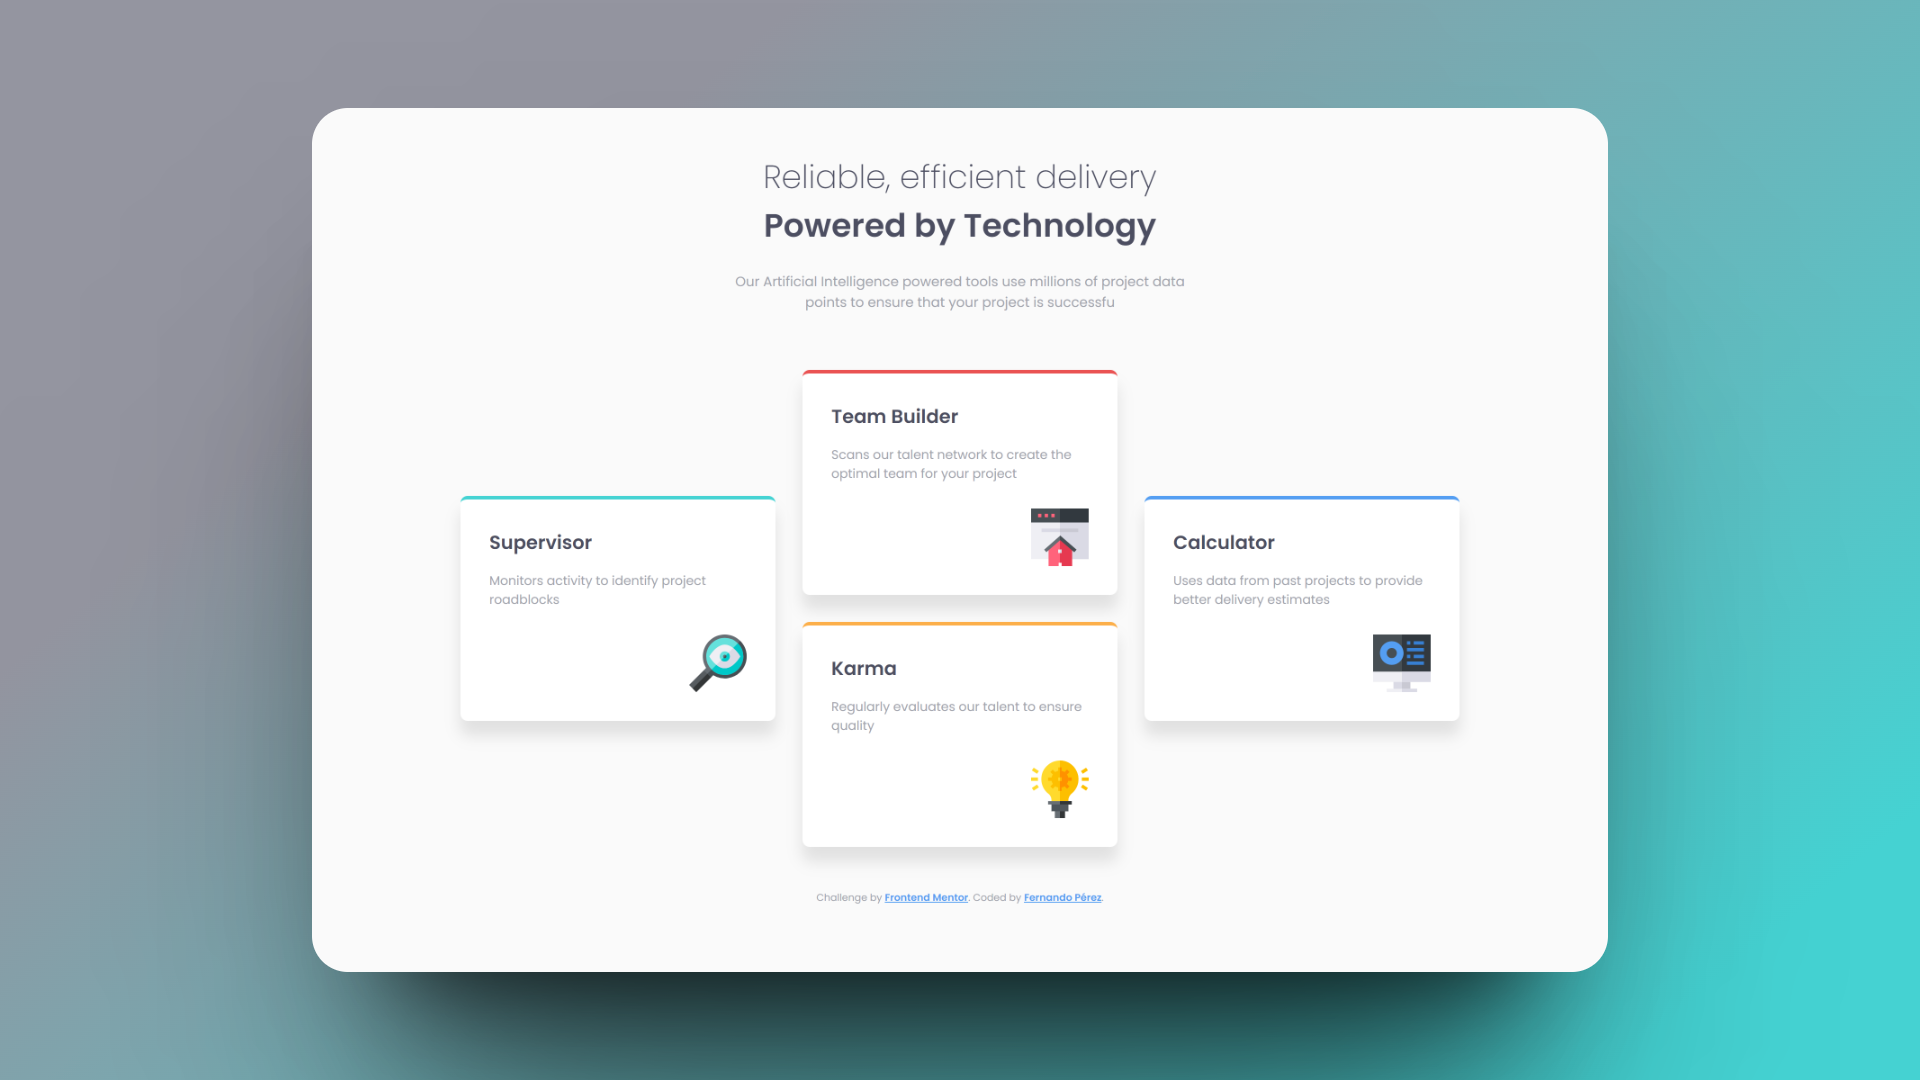 Reliable, efficient delivery
Powered by Technology
Our Artificial Intelligence powered tools use millions of project data
points to ensure that your project is successfu
Team Builder
Scans our talent network to create the
optimal team for your project
Supervisor
Monitors activity to identify project
roadblocks
Calculator
Uses data from past projects to provide
better delivery estimates
Karma
Regularly evaluates our talent to ensure
quality
Challenge by Frontend Mentor. Coded by Fernando Pérez.